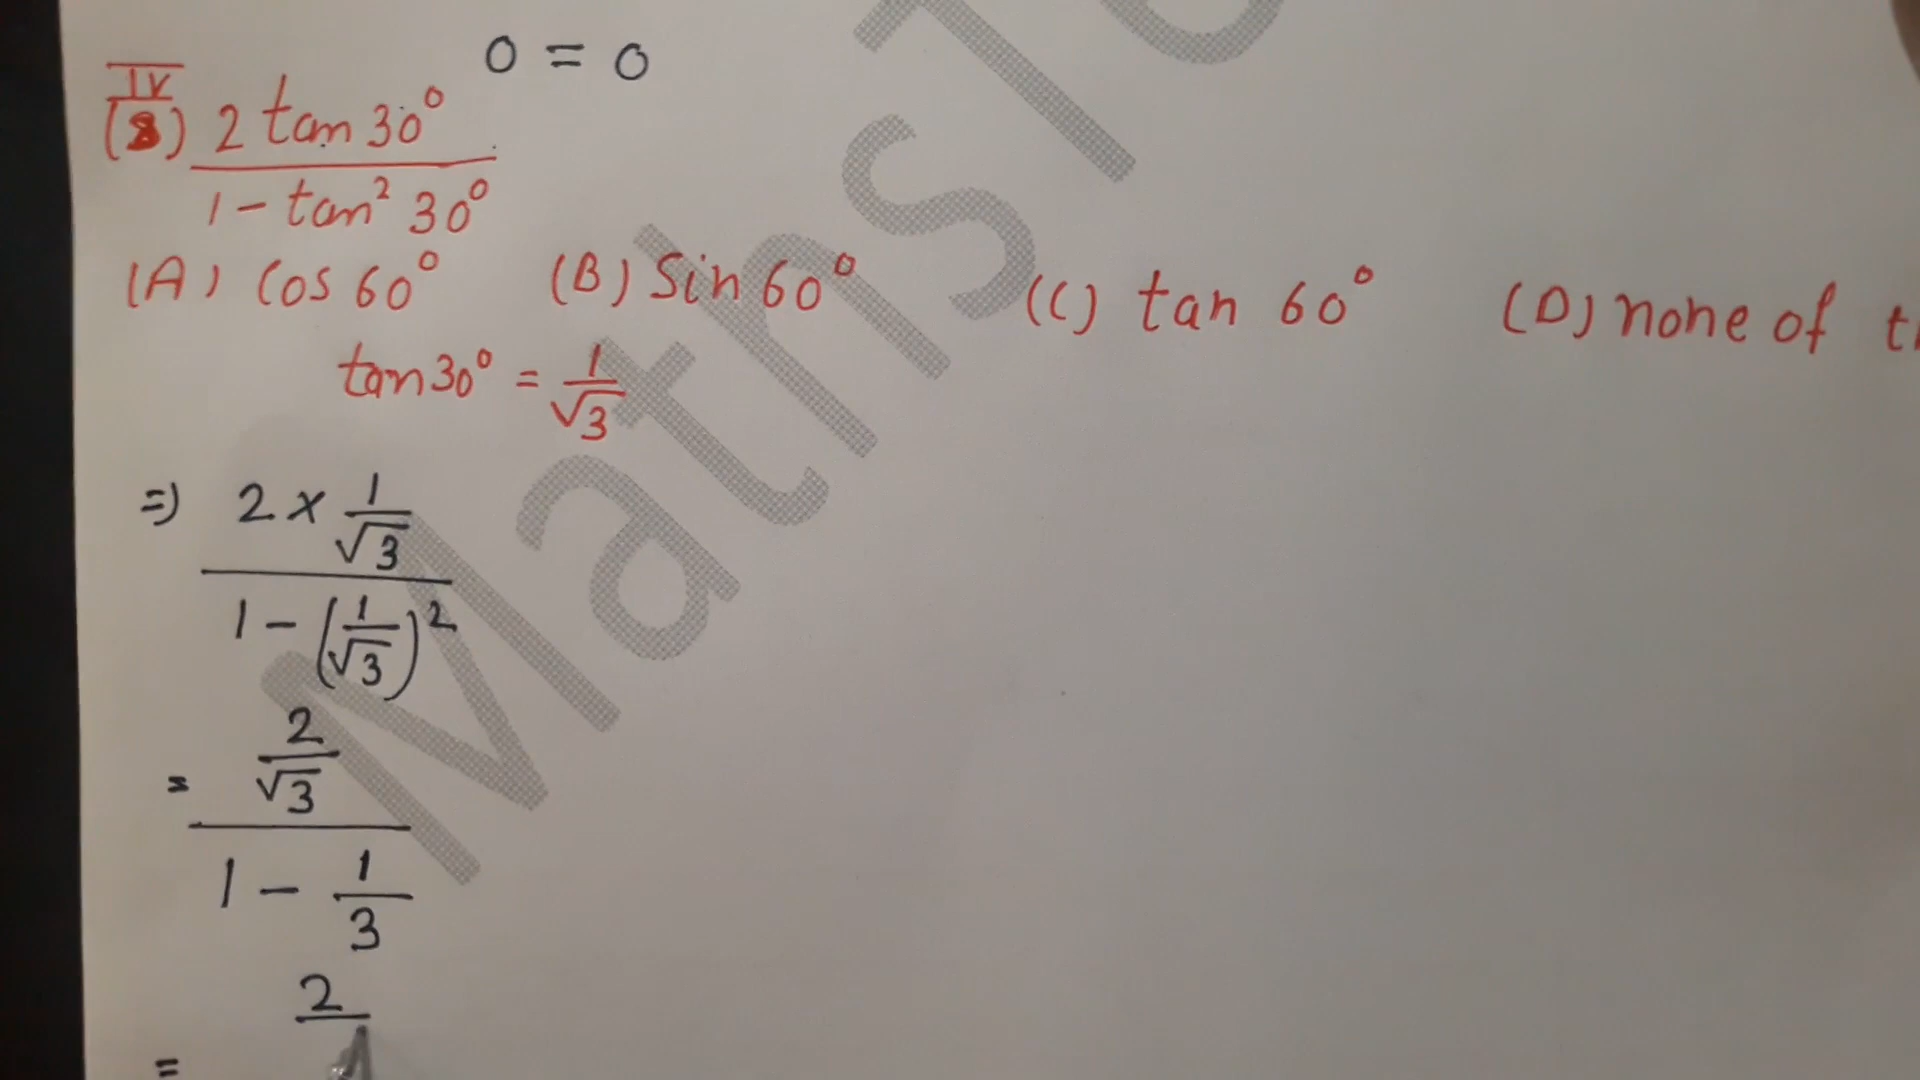 0 = 0
IV
(8) 2 tan 30°
1 - tan² 30°
(A) Cos 60° (B) Sin 60° (C) tan 60° (D) none of
tan 30° = 1
√3
=) 2 × 1
√3
1 - (1/√3)²
2
√3
=
1 - 1
3
2
=
Maths